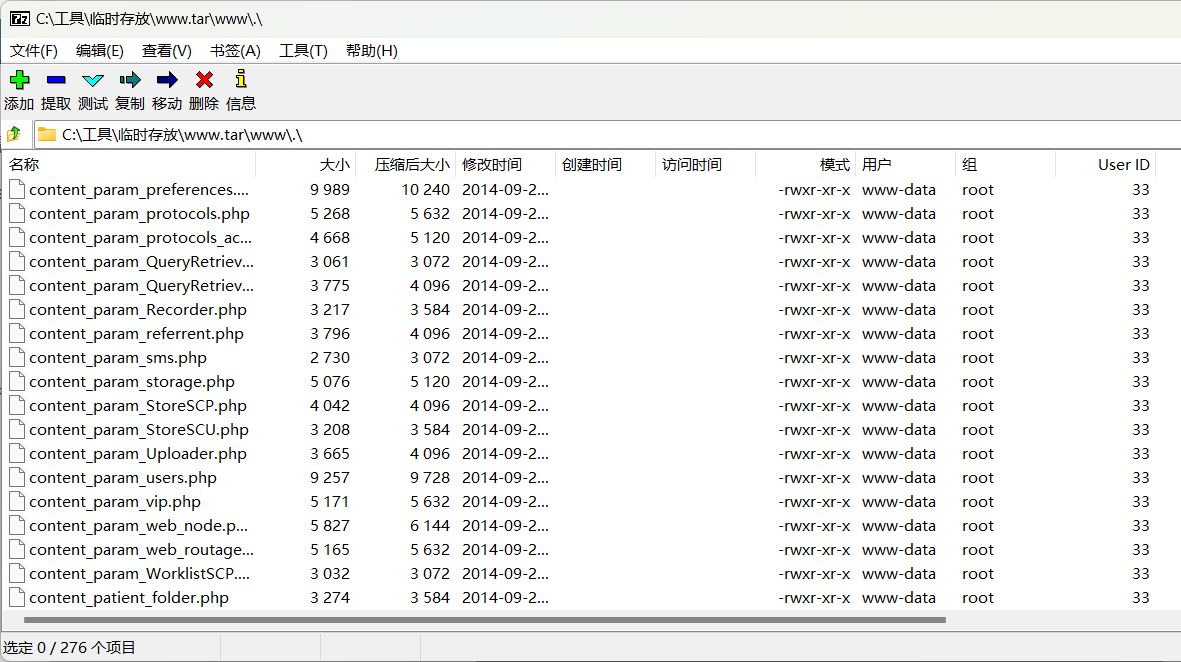 C:\工具\临时存放\www.tar\www\.\
文件(F) 编辑(E) 查看(V) 书签(A) 工具(T) 帮助(H)
添加 提取 测试 复制 移动 删除 信息
C:\工具\临时存放\www.tar\www\.\
名称 大小 压缩后大小 修改时间 创建时间 访问时间 模式 用户 组 User ID
content_param_preferences.... 9 989 10 240 2014-09-2... -rwxr-xr-x www-data root 33
content_param_protocols.php 5 268 5 632 2014-09-2... -rwxr-xr-x www-data root 33
content_param_protocols_ac... 4 668 5 120 2014-09-2... -rwxr-xr-x www-data root 33
content_param_QueryRetriev... 3 061 3 072 2014-09-2... -rwxr-xr-x www-data root 33
content_param_QueryRetriev... 3 775 4 096 2014-09-2... -rwxr-xr-x www-data root 33
content_param_Recorder.php 3 217 3 584 2014-09-2... -rwxr-xr-x www-data root 33
content_param_referrent.php 3 796 4 096 2014-09-2... -rwxr-xr-x www-data root 33
content_param_sms.php 2 730 3 072 2014-09-2... -rwxr-xr-x www-data root 33
content_param_storage.php 5 076 5 120 2014-09-2... -rwxr-xr-x www-data root 33
content_param_StoreSCP.php 4 042 4 096 2014-09-2... -rwxr-xr-x www-data root 33
content_param_StoreSCU.php 3 208 3 584 2014-09-2... -rwxr-xr-x www-data root 33
content_param_Uploader.php 3 665 4 096 2014-09-2... -rwxr-xr-x www-data root 33
content_param_users.php 9 257 9 728 2014-09-2... -rwxr-xr-x www-data root 33
content_param_vip.php 5 171 5 632 2014-09-2... -rwxr-xr-x www-data root 33
content_param_web_node.p... 5 827 6 144 2014-09-2... -rwxr-xr-x www-data root 33
content_param_web_routage... 5 165 5 632 2014-09-2... -rwxr-xr-x www-data root 33
content_param_WorklistSCP.... 3 032 3 072 2014-09-2... -rwxr-xr-x www-data root 33
content_patient_folder.php 3 274 3 584 2014-09-2... -rwxr-xr-x www-data root 33
选定 0 / 276 个项目